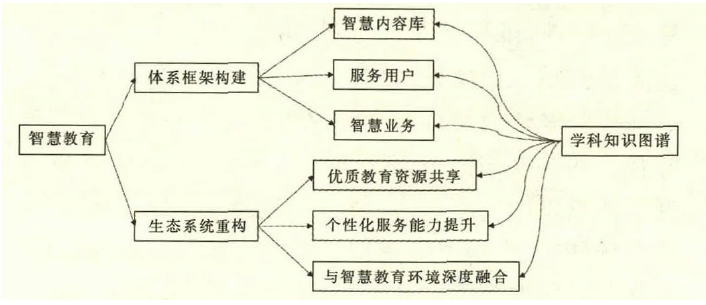 智慧内容库
体系框架构建
服务用户
智慧业务
智慧教育
学科知识图谱
优质教育资源共享
生态系统重构
个性化服务能力提升
与智慧教育环境深度融合